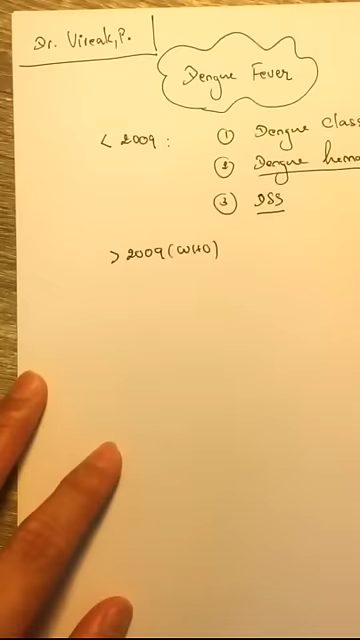 Dr. Vireak, P.
Dengue Fever
< 2009 : ① Dengue class
② Dengue hemo
③ DSS
> 2009 (WHO)